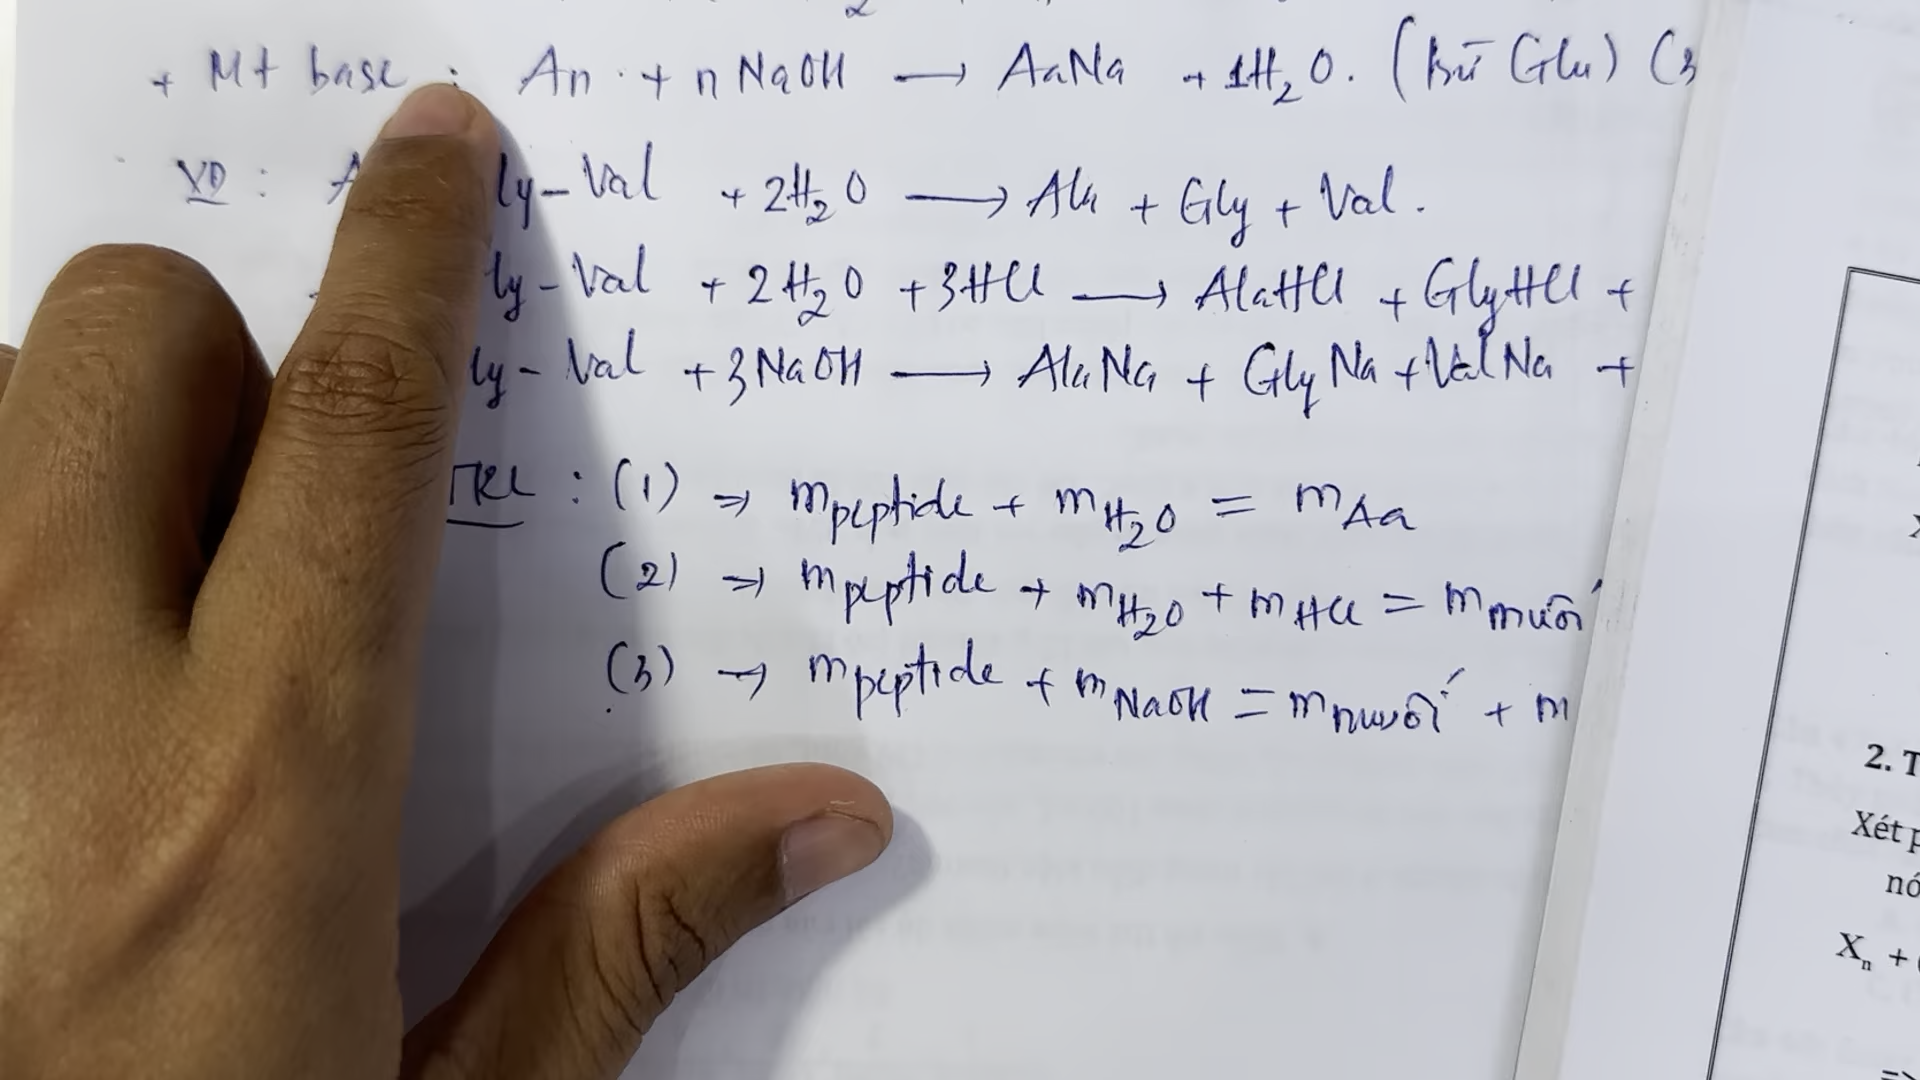 2
+ Mt base : An + n NaOH → AaNa + 1H₂O. (trừ Glu) (3
VD : A ly-Val + 2H₂O → Ala + Gly + Val.
ly-Val + 2H₂O + 3HCl → AlaHCl + GlyHCl +
ly-Val + 3NaOH → AlaNa + GlyNa + ValNa +
TKL : (1) ⇒ mpeptide + mH₂O = mAa
(2) ⇒ mpeptide + mH₂O + mHCl = mmuối
(3) → mpeptide + mNaOH = mmuối + m
2. T
Xét p
nó
Xₙ + (
=>